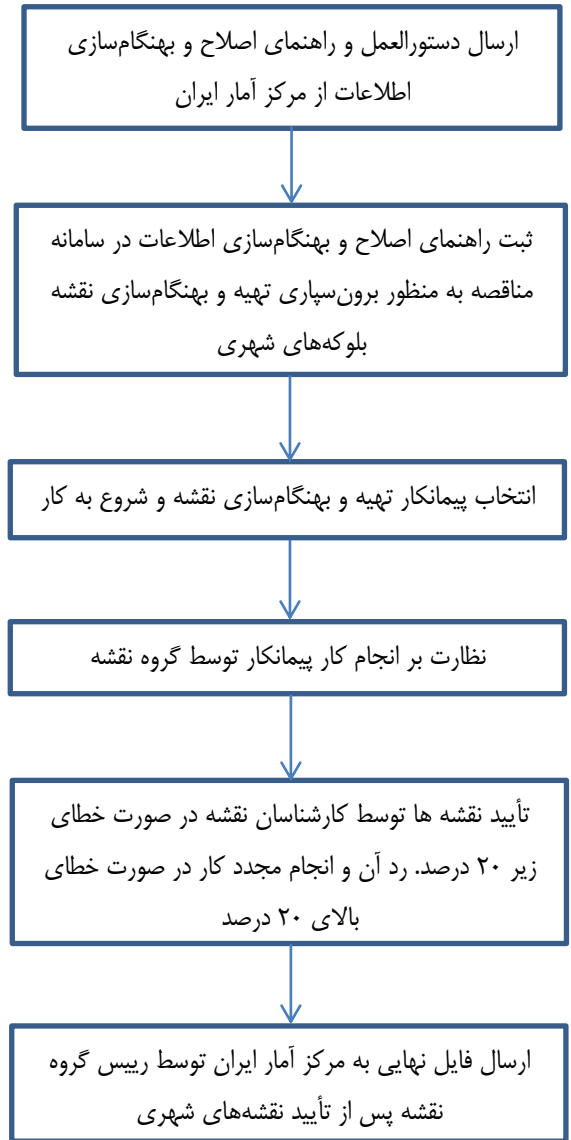 ارسال دستورالعمل و راهنمای اصلاح و بهنگام‌سازی
اطلاعات از مرکز آمار ایران
ثبت راهنمای اصلاح و بهنگام‌سازی اطلاعات در سامانه
مناقصه به منظور برون‌سپاری تهیه و بهنگام‌سازی نقشه
بلوکه‌های شهری
انتخاب پیمانکار تهیه و بهنگام‌سازی نقشه و شروع به کار
نظارت بر انجام کار پیمانکار توسط گروه نقشه
تأیید نقشه ها توسط کارشناسان نقشه در صورت خطای
زیر ۲۰ درصد. رد آن و انجام مجدد کار در صورت خطای
بالای ۲۰ درصد
ارسال فایل نهایی به مرکز آمار ایران توسط رییس گروه
نقشه پس از تأیید نقشه‌های شهری